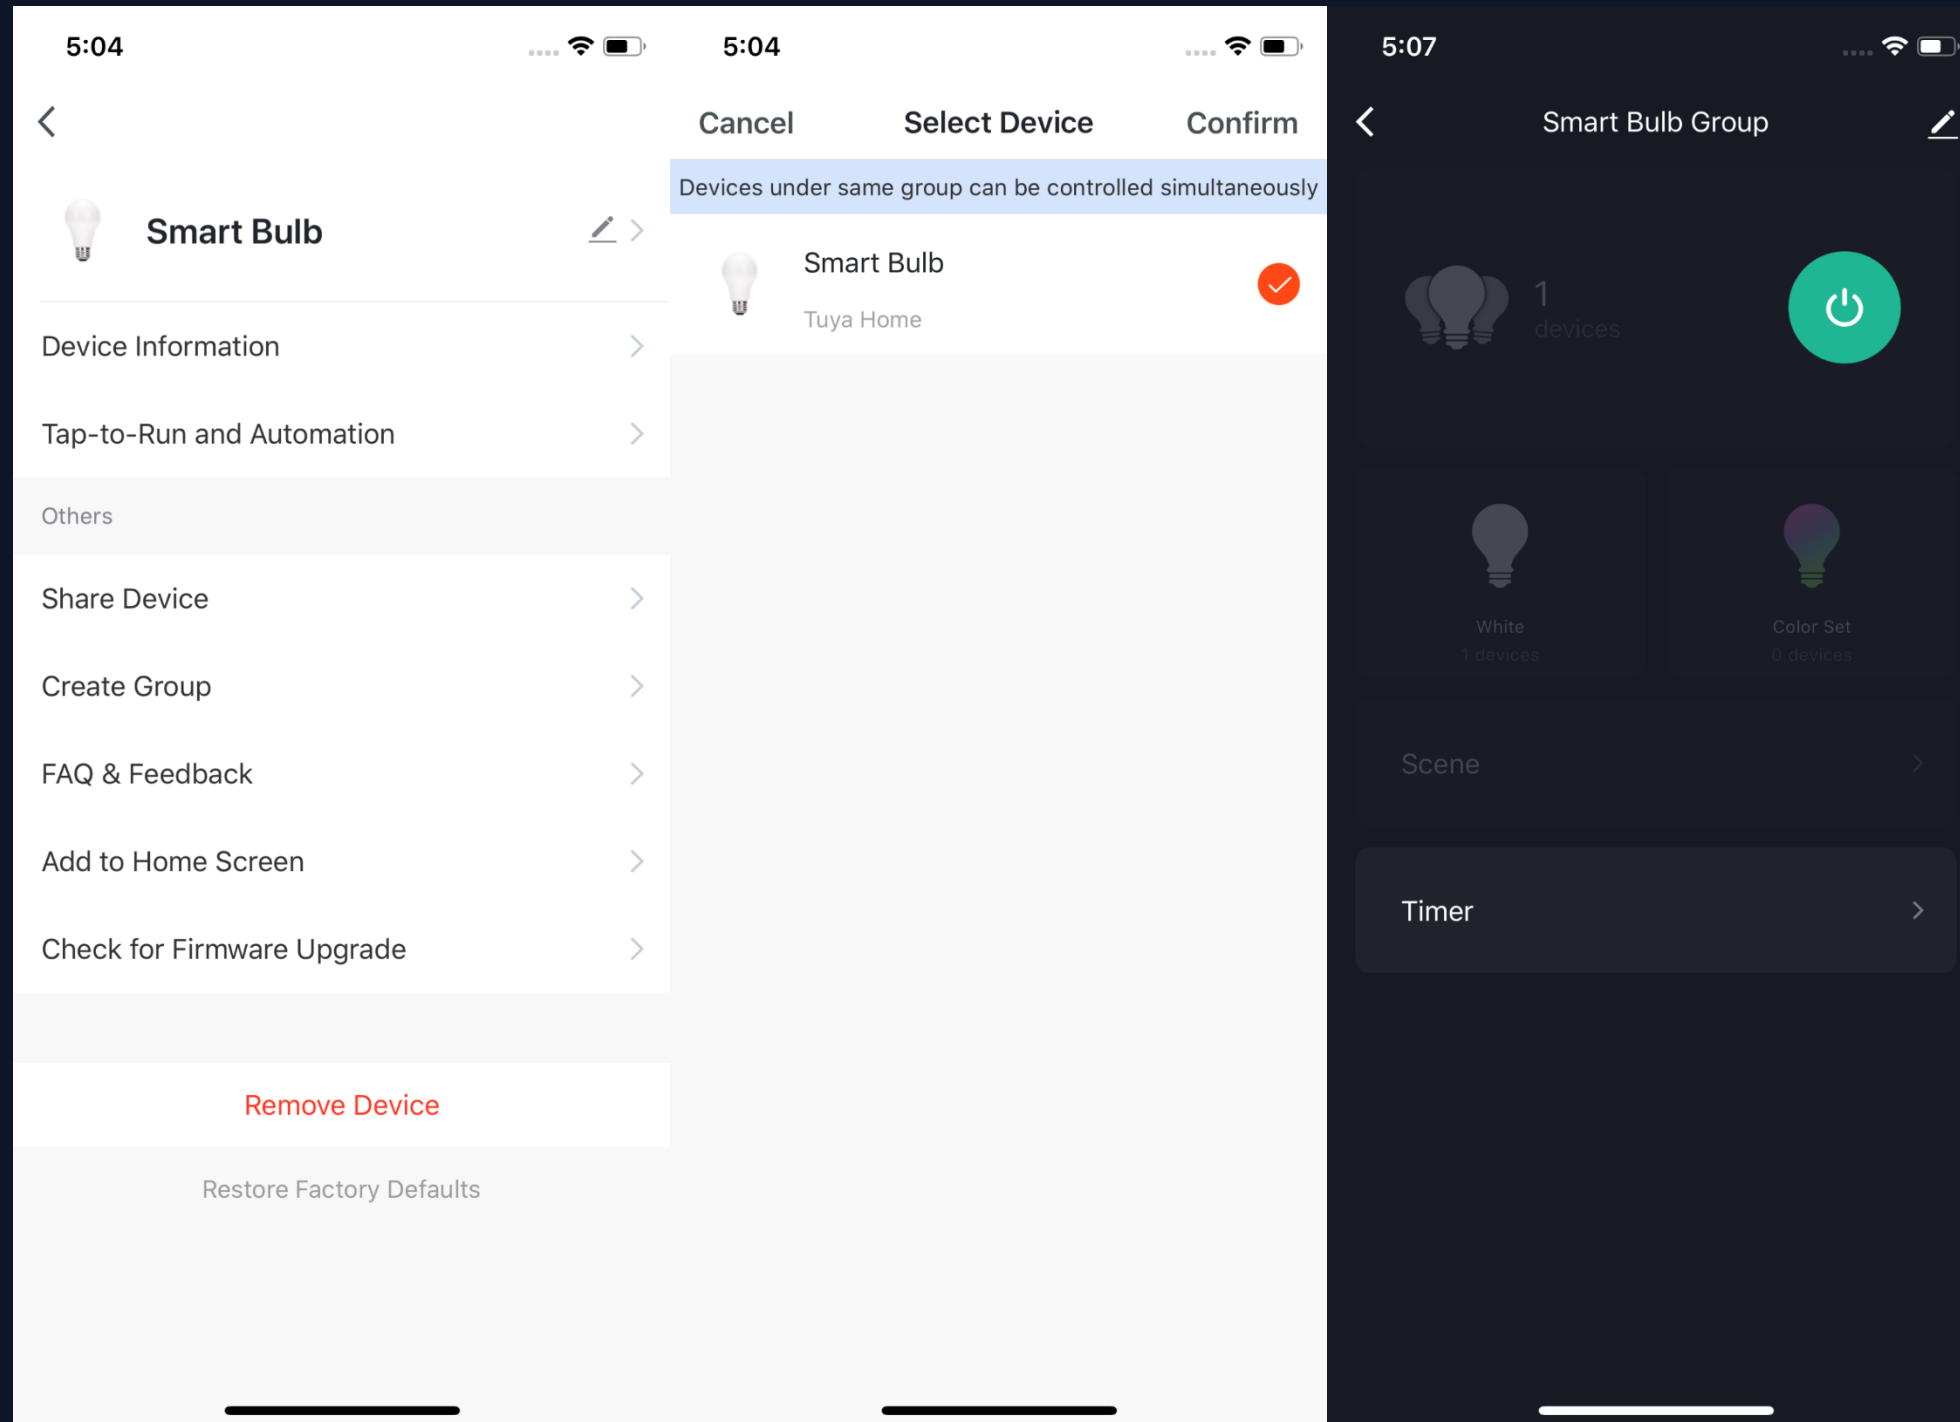 5:04
Smart Bulb
Device Information
Tap-to-Run and Automation
Others
Share Device
Create Group
FAQ & Feedback
Add to Home Screen
Check for Firmware Upgrade
Remove Device
Restore Factory Defaults
5:04
Cancel Select Device Confirm
Devices under same group can be controlled simultaneously
Smart Bulb
Tuya Home
5:07
Smart Bulb Group
1
devices
White
1 devices
Color Set
0 devices
Scene
Timer